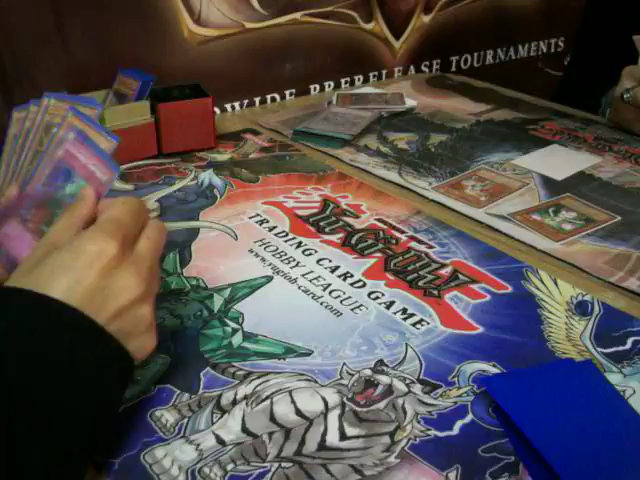 WIDE PRERELEASE TOURNAMENTS
Yu-Gi-Oh!
TRADING CARD GAME
HOBBY LEAGUE
www.yugioh-card.com